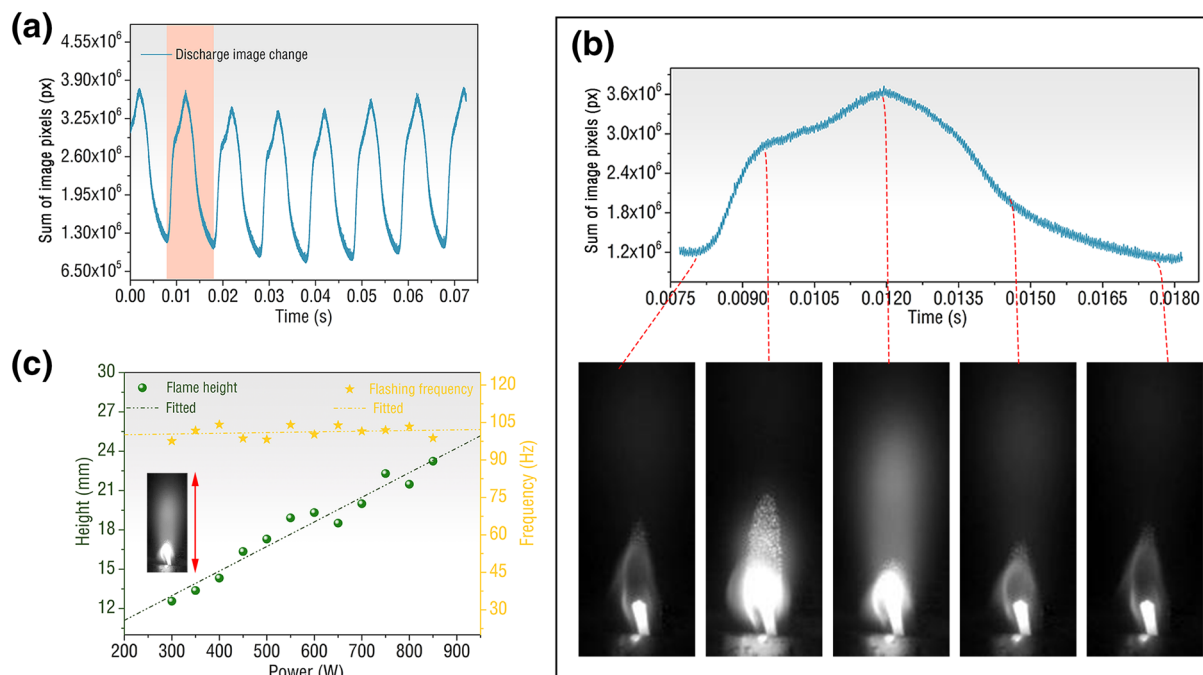 (a)
4.55x10⁶
3.90x10⁶
3.25x10⁶
2.60x10⁶
1.95x10⁶
1.30x10⁶
6.50x10⁵
Sum of image pixels (px)
Discharge image change
0.00 0.01 0.02 0.03 0.04 0.05 0.06 0.07
Time (s)
(b)
3.6x10⁶
3.0x10⁶
2.4x10⁶
1.8x10⁶
1.2x10⁶
Sum of image pixels (px)
0.0075 0.0090 0.0105 0.0120 0.0135 0.0150 0.0165 0.0180
Time (s)
(c)
30
27
24
21
18
15
12
Height (mm)
Flame height
Fitted
Flashing frequency
Fitted
120
105
90
75
60
45
30
Frequency (Hz)
200 300 400 500 600 700 800 900
Power (W)